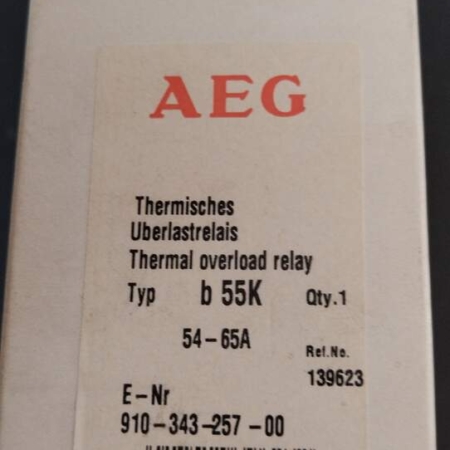 AEG
Thermisches
Uberlastrelais
Thermal overload relay
Typ b 55K Qty.1
54-65A
Ref.No.
139623
E-Nr
910-343-257-00